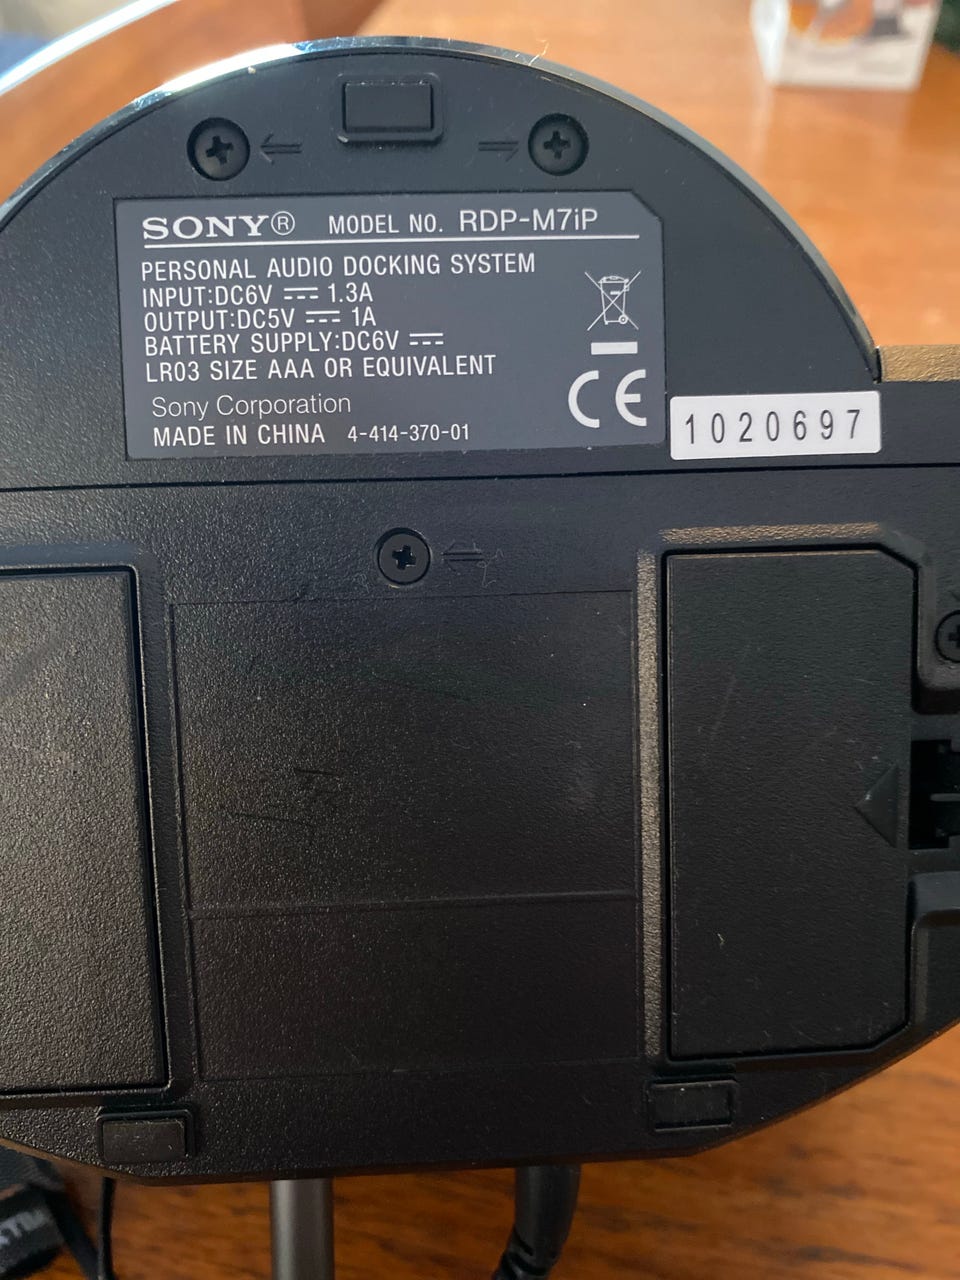 SONY® MODEL NO. RDP-M7iP
PERSONAL AUDIO DOCKING SYSTEM
INPUT:DC6V ⎓ 1.3A
OUTPUT:DC5V ⎓ 1A
BATTERY SUPPLY:DC6V ⎓
LR03 SIZE AAA OR EQUIVALENT
Sony Corporation
MADE IN CHINA 4-414-370-01
CE
1020697